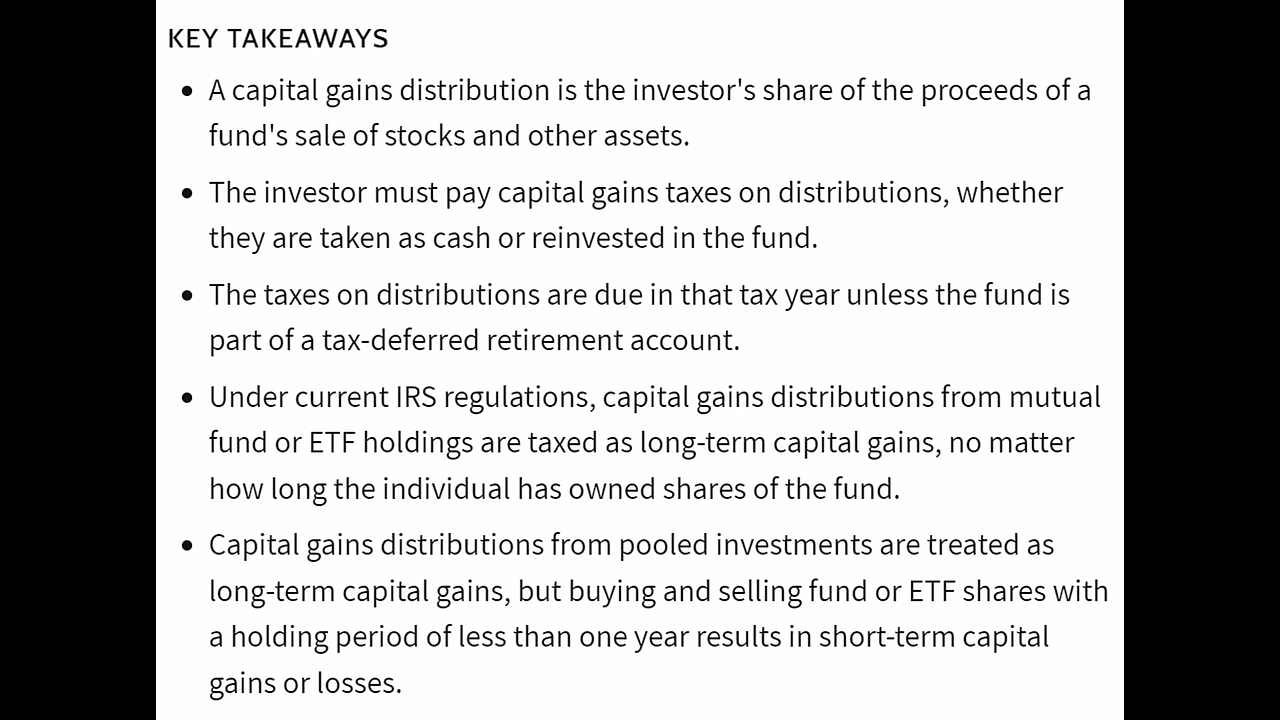 KEY TAKEAWAYS
• A capital gains distribution is the investor's share of the proceeds of a
fund's sale of stocks and other assets.
• The investor must pay capital gains taxes on distributions, whether
they are taken as cash or reinvested in the fund.
• The taxes on distributions are due in that tax year unless the fund is
part of a tax-deferred retirement account.
• Under current IRS regulations, capital gains distributions from mutual
fund or ETF holdings are taxed as long-term capital gains, no matter
how long the individual has owned shares of the fund.
• Capital gains distributions from pooled investments are treated as
long-term capital gains, but buying and selling fund or ETF shares with
a holding period of less than one year results in short-term capital
gains or losses.